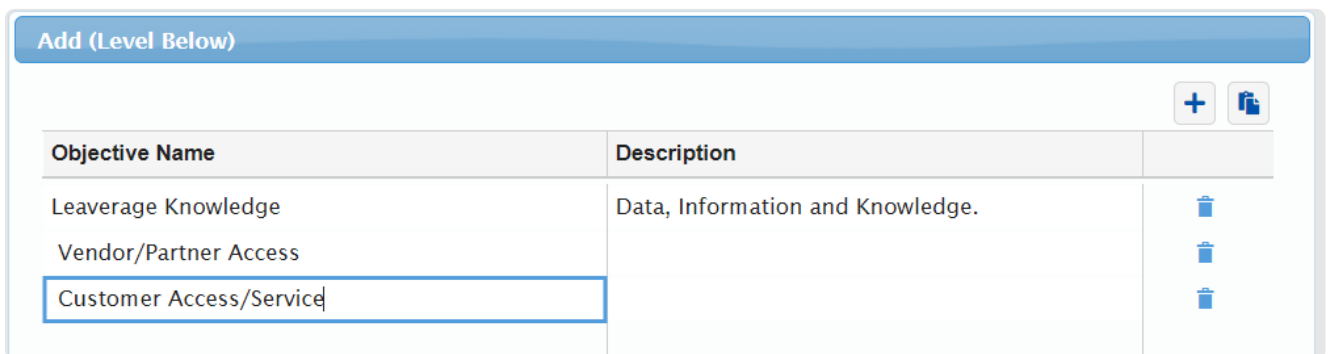 Add (Level Below)
Objective Name Description
Leaverage Knowledge Data, Information and Knowledge.
Vendor/Partner Access
Customer Access/Service